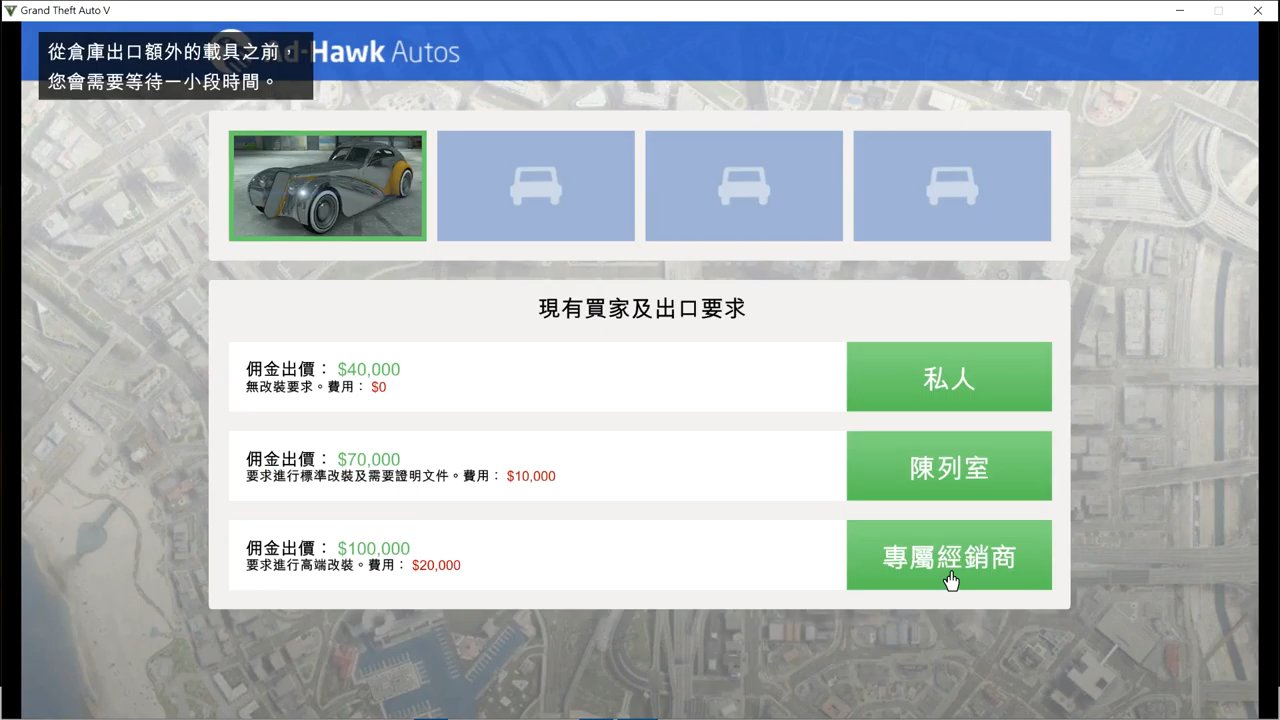 Grand Theft Auto V
從倉庫出口額外的載具之前，
您會需要等待一小段時間。
d-Hawk Autos
現有買家及出口要求
佣金出價： $40,000
無改裝要求。費用： $0
私人
佣金出價： $70,000
要求進行標準改裝及需要證明文件。費用： $10,000
陳列室
佣金出價： $100,000
要求進行高端改裝。費用： $20,000
專屬經銷商